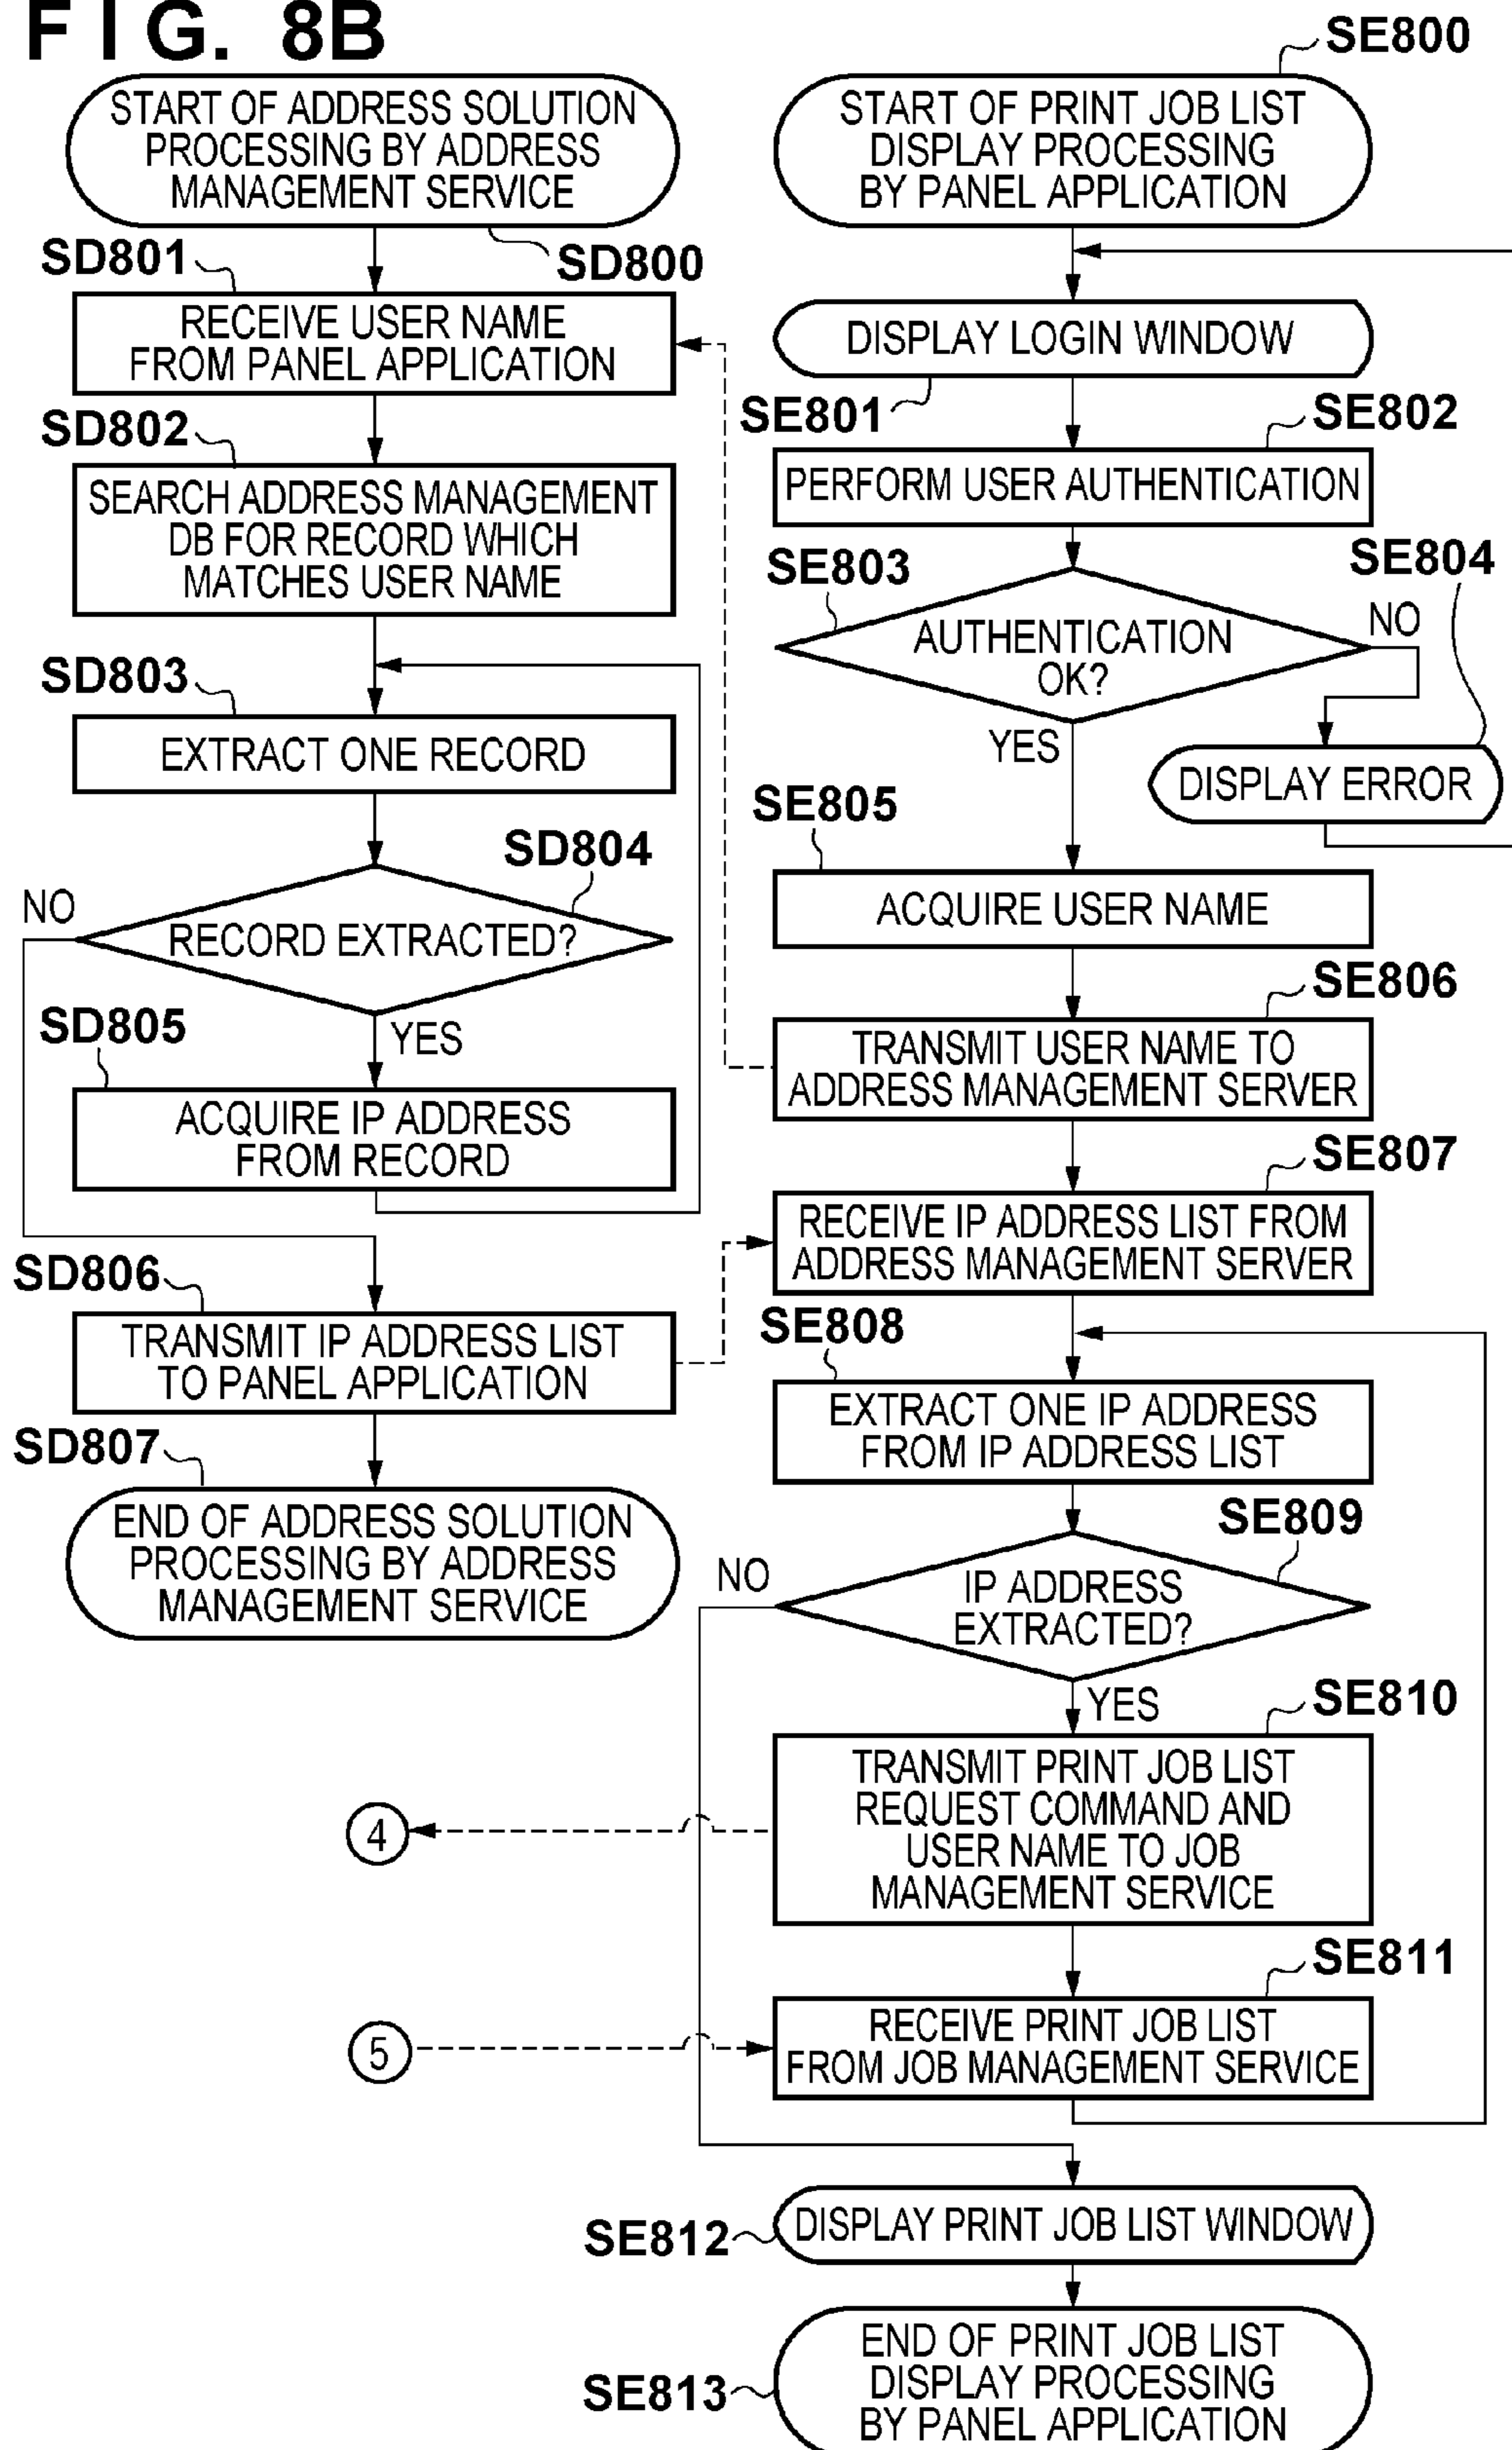 FIG. 8B
START OF ADDRESS SOLUTION
PROCESSING BY ADDRESS
MANAGEMENT SERVICE
SD800
SD801
RECEIVE USER NAME
FROM PANEL APPLICATION
SD802
SEARCH ADDRESS MANAGEMENT
DB FOR RECORD WHICH
MATCHES USER NAME
SD803
EXTRACT ONE RECORD
SD804
RECORD EXTRACTED?
NO
YES
SD805
ACQUIRE IP ADDRESS
FROM RECORD
SD806
TRANSMIT IP ADDRESS LIST
TO PANEL APPLICATION
SD807
END OF ADDRESS SOLUTION
PROCESSING BY ADDRESS
MANAGEMENT SERVICE
SE800
START OF PRINT JOB LIST
DISPLAY PROCESSING
BY PANEL APPLICATION
DISPLAY LOGIN WINDOW
SE801
SE802
PERFORM USER AUTHENTICATION
SE803
AUTHENTICATION
OK?
NO
YES
SE804
DISPLAY ERROR
SE805
ACQUIRE USER NAME
SE806
TRANSMIT USER NAME TO
ADDRESS MANAGEMENT SERVER
SE807
RECEIVE IP ADDRESS LIST FROM
ADDRESS MANAGEMENT SERVER
SE808
EXTRACT ONE IP ADDRESS
FROM IP ADDRESS LIST
SE809
IP ADDRESS
EXTRACTED?
NO
YES
SE810
TRANSMIT PRINT JOB LIST
REQUEST COMMAND AND
USER NAME TO JOB
MANAGEMENT SERVICE
4
SE811
RECEIVE PRINT JOB LIST
FROM JOB MANAGEMENT SERVICE
5
SE812
DISPLAY PRINT JOB LIST WINDOW
SE813
END OF PRINT JOB LIST
DISPLAY PROCESSING
BY PANEL APPLICATION